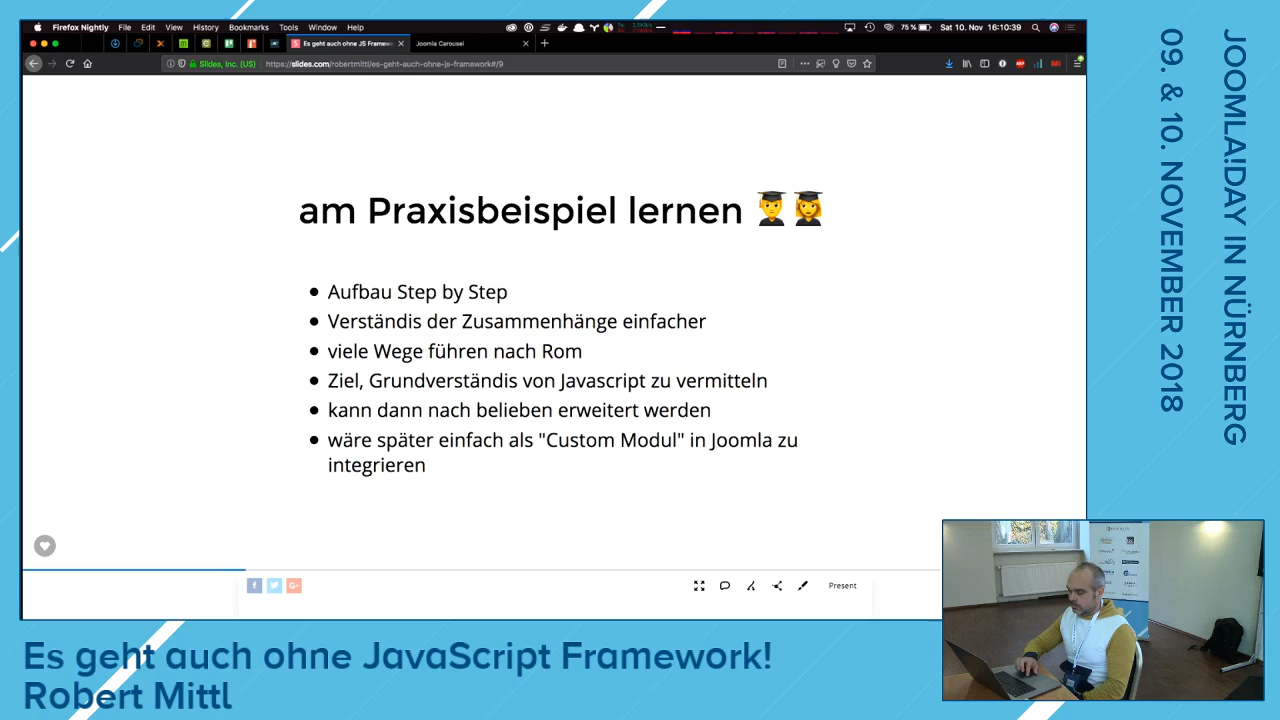 Firefox Nightly File Edit View History Bookmarks Tools Window Help
75 % Sat 10. Nov 16:10:39
Es geht auch ohne JS Framew
Joomla Carousel
Slides, Inc. (US) https://slides.com/robertmittl/es-geht-auch-ohne-js-framework#/9
am Praxisbeispiel lernen
Aufbau Step by Step
Verständis der Zusammenhänge einfacher
viele Wege führen nach Rom
Ziel, Grundverständis von Javascript zu vermitteln
kann dann nach belieben erweitert werden
wäre später einfach als "Custom Modul" in Joomla zu
integrieren
Present
JOOMLA!DAY IN NÜRNBERG
09. & 10. NOVEMBER 2018
Es geht auch ohne JavaScript Framework!
Robert Mittl